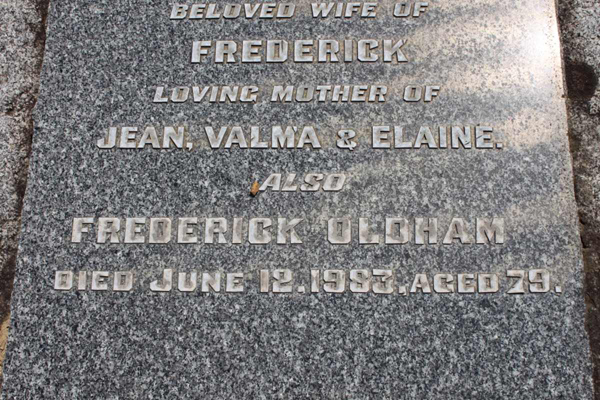 BELOVED WIFE OF
FREDERICK
LOVING MOTHER OF
JEAN, VALMA & ELAINE.
ALSO
FREDERICK OLDHAM
DIED JUNE 12, 1983, AGED 79.